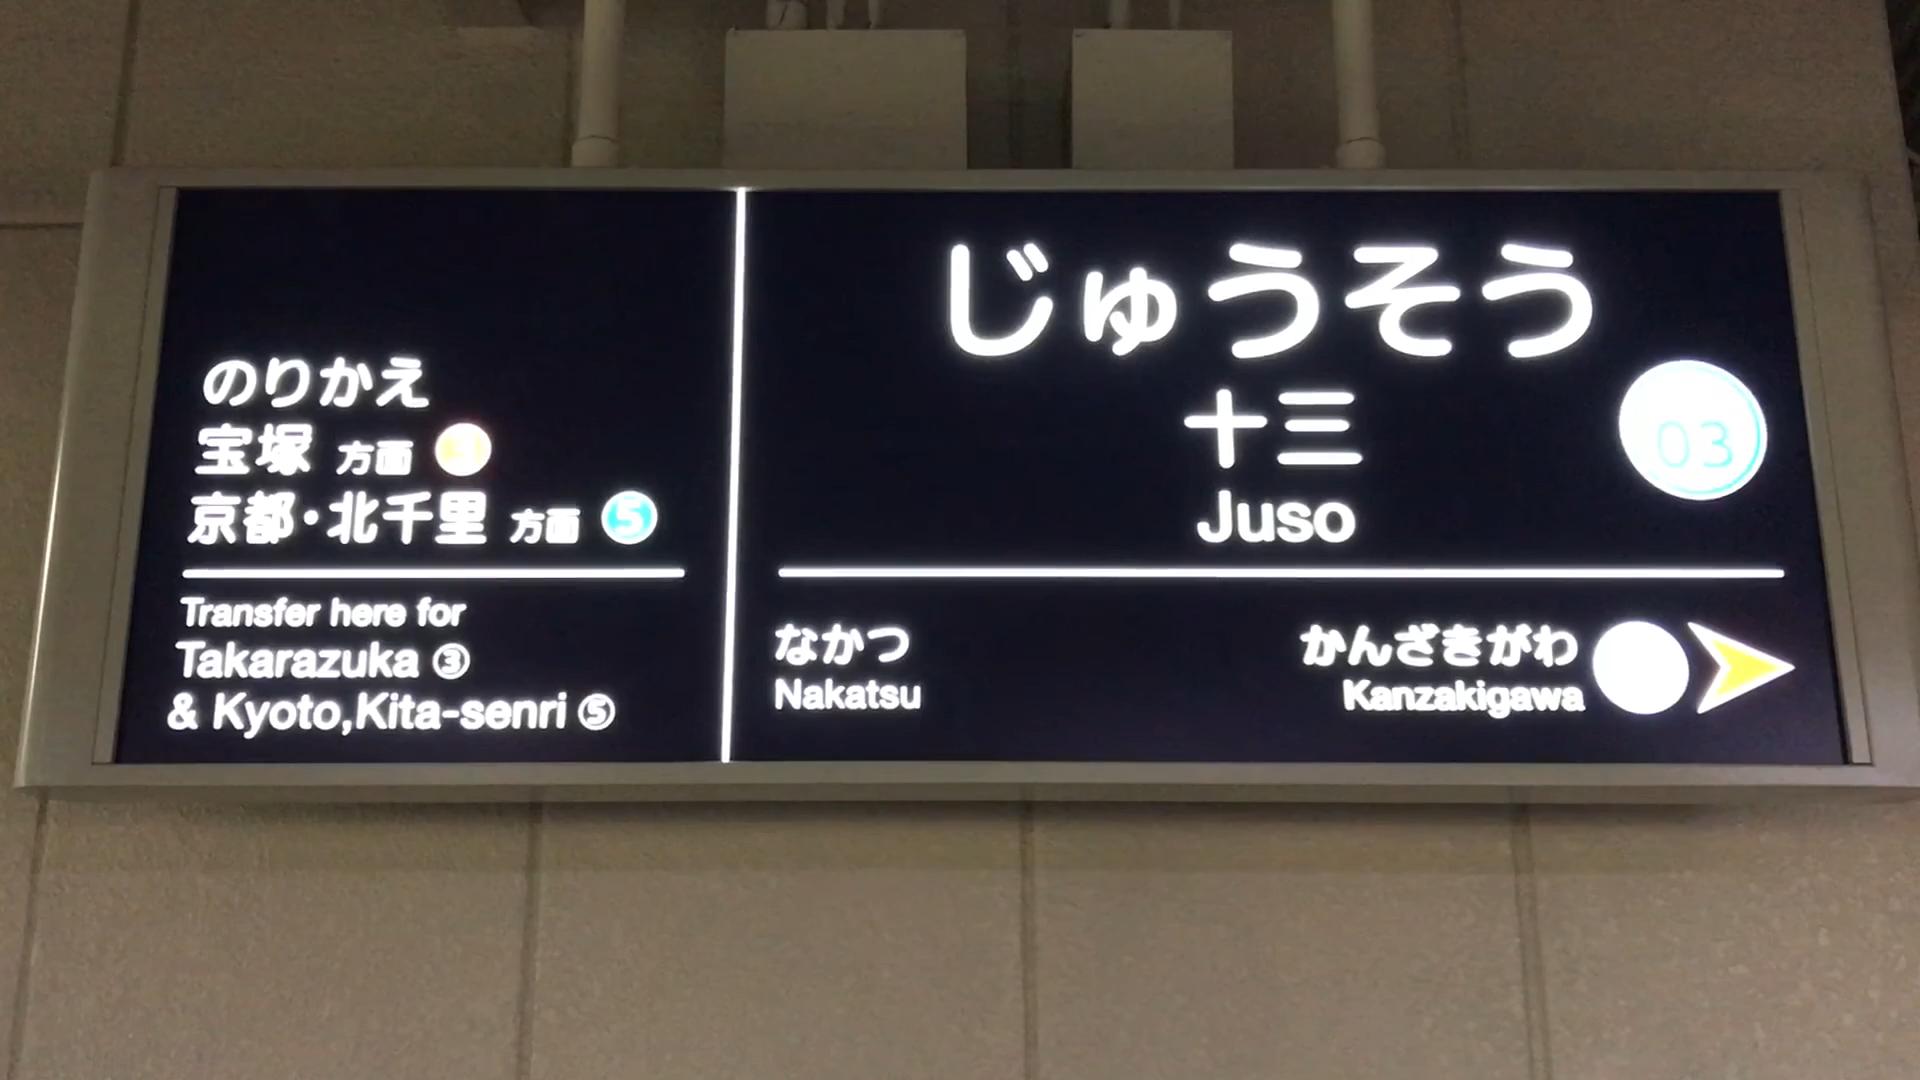 のりかえ
宝塚 方面 3
京都・北千里 方面 5
Transfer here for
Takarazuka ③
& Kyoto,Kita-senri ⑤
じゅうそう
十三
Juso
03
なかつ
Nakatsu
かんざきがわ
Kanzakigawa